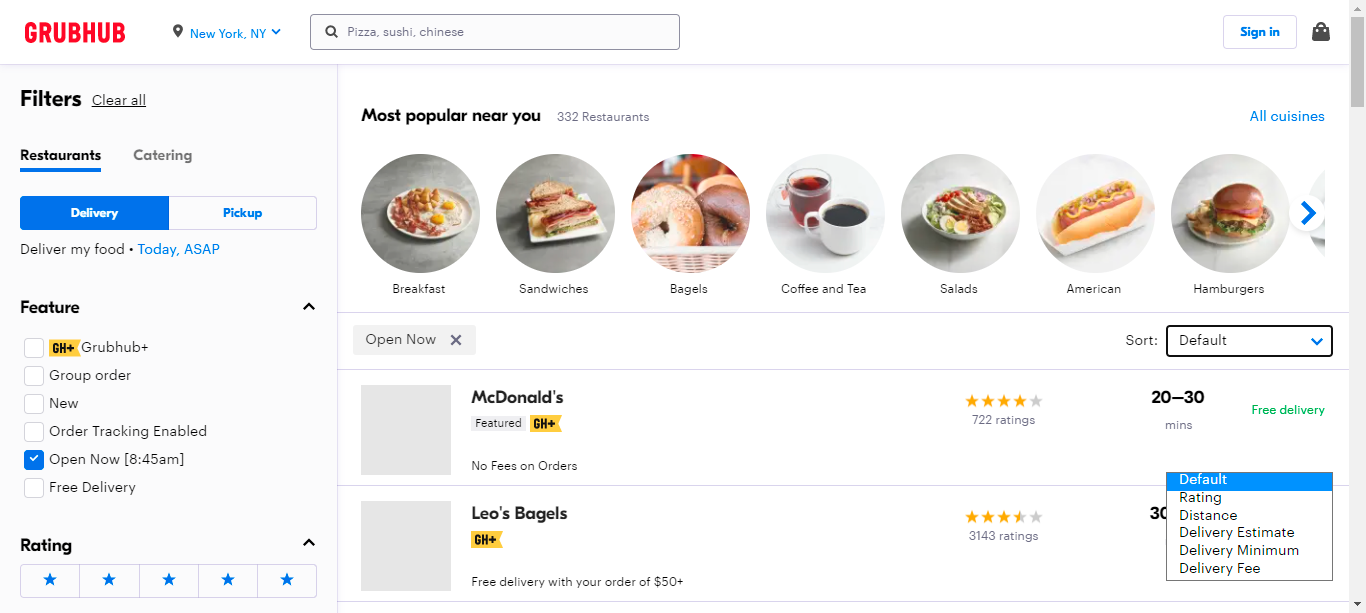 GRUBHUB
New York, NY
Pizza, sushi, chinese
Sign in
Filters Clear all
Restaurants Catering
Delivery Pickup
Deliver my food • Today, ASAP
Feature
GH+ Grubhub+
Group order
New
Order Tracking Enabled
Open Now [8:45am]
Free Delivery
Rating
Most popular near you 332 Restaurants All cuisines
Breakfast Sandwiches Bagels Coffee and Tea Salads American Hamburgers
Open Now
Sort: Default
McDonald's
Featured GH+
No Fees on Orders
722 ratings
20–30
mins
Free delivery
Leo's Bagels
GH+
Free delivery with your order of $50+
3143 ratings
Default
Rating
Distance
Delivery Estimate
Delivery Minimum
Delivery Fee